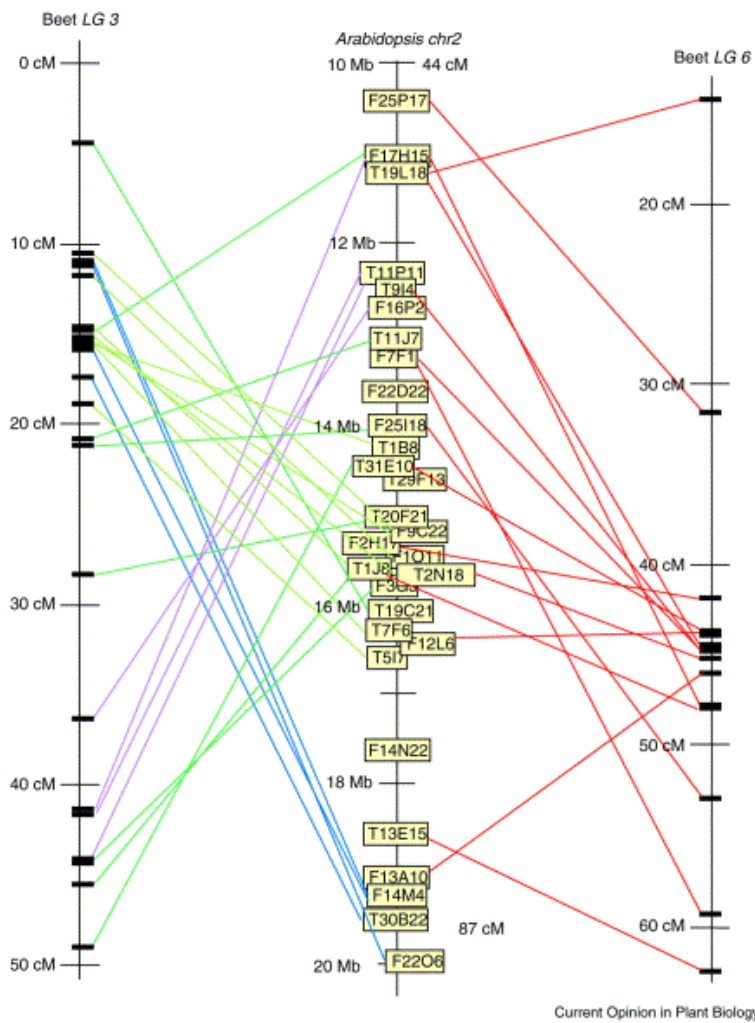 Beet LG 3
Arabidopsis chr2
Beet LG 6
0 cM
10 Mb
44 cM
F25P17
F17H15
T19L18
20 cM
10 cM
12 Mb
T11P11
T9I4
F16P2
T11J7
F7F1
30 cM
F22D22
20 cM
14 Mb
F25I18
T1B8
T31E10
T29F13
T20F21
F9C22
F2H1
1O11
40 cM
T1J8
T2N18
30 cM
16 Mb
T19C21
T7F6
F12L6
T5I7
F14N22
50 cM
40 cM
18 Mb
T13E15
F13A10
F14M4
T30B22
87 cM
60 cM
F22O6
50 cM
20 Mb
Current Opinion in Plant Biology